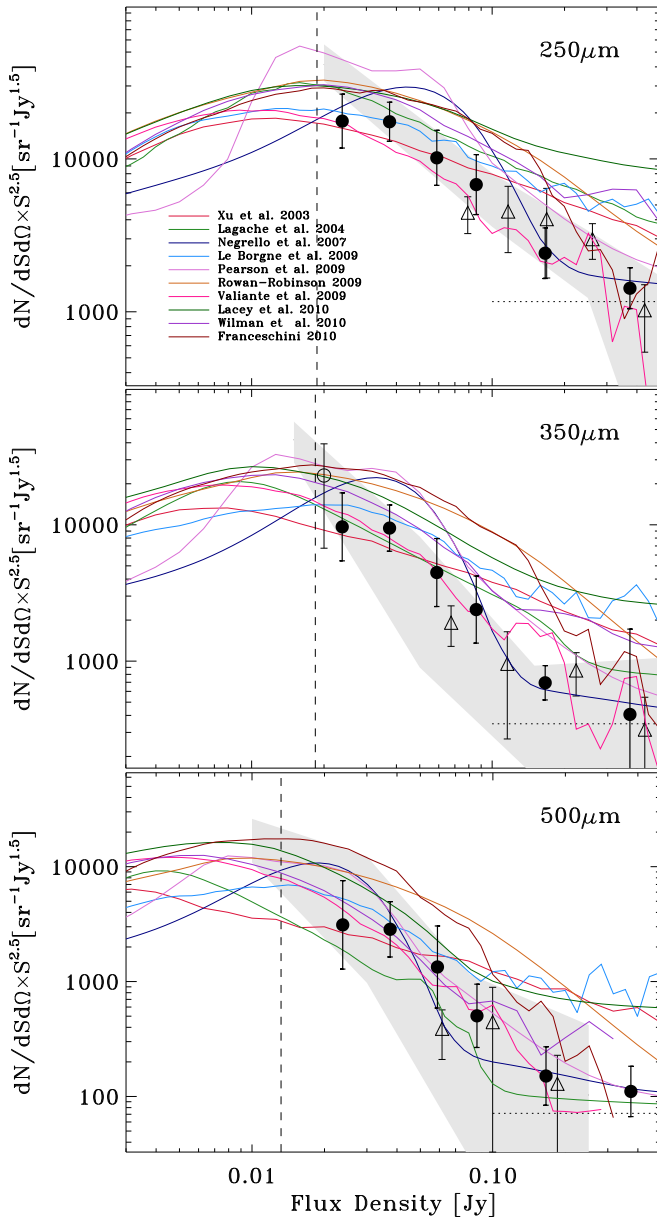 250μm
10000
1000
dN/dSdΩ×S^2.5[sr^−1Jy^1.5]
Xu et al. 2003
Lagache et al. 2004
Negrello et al. 2007
Le Borgne et al. 2009
Pearson et al. 2009
Rowan−Robinson 2009
Valiante et al. 2009
Lacey et al. 2010
Wilman et al. 2010
Franceschini 2010
350μm
10000
1000
dN/dSdΩ×S^2.5[sr^−1Jy^1.5]
500μm
10000
1000
100
dN/dSdΩ×S^2.5[sr^−1Jy^1.5]
0.01
0.10
Flux Density [Jy]